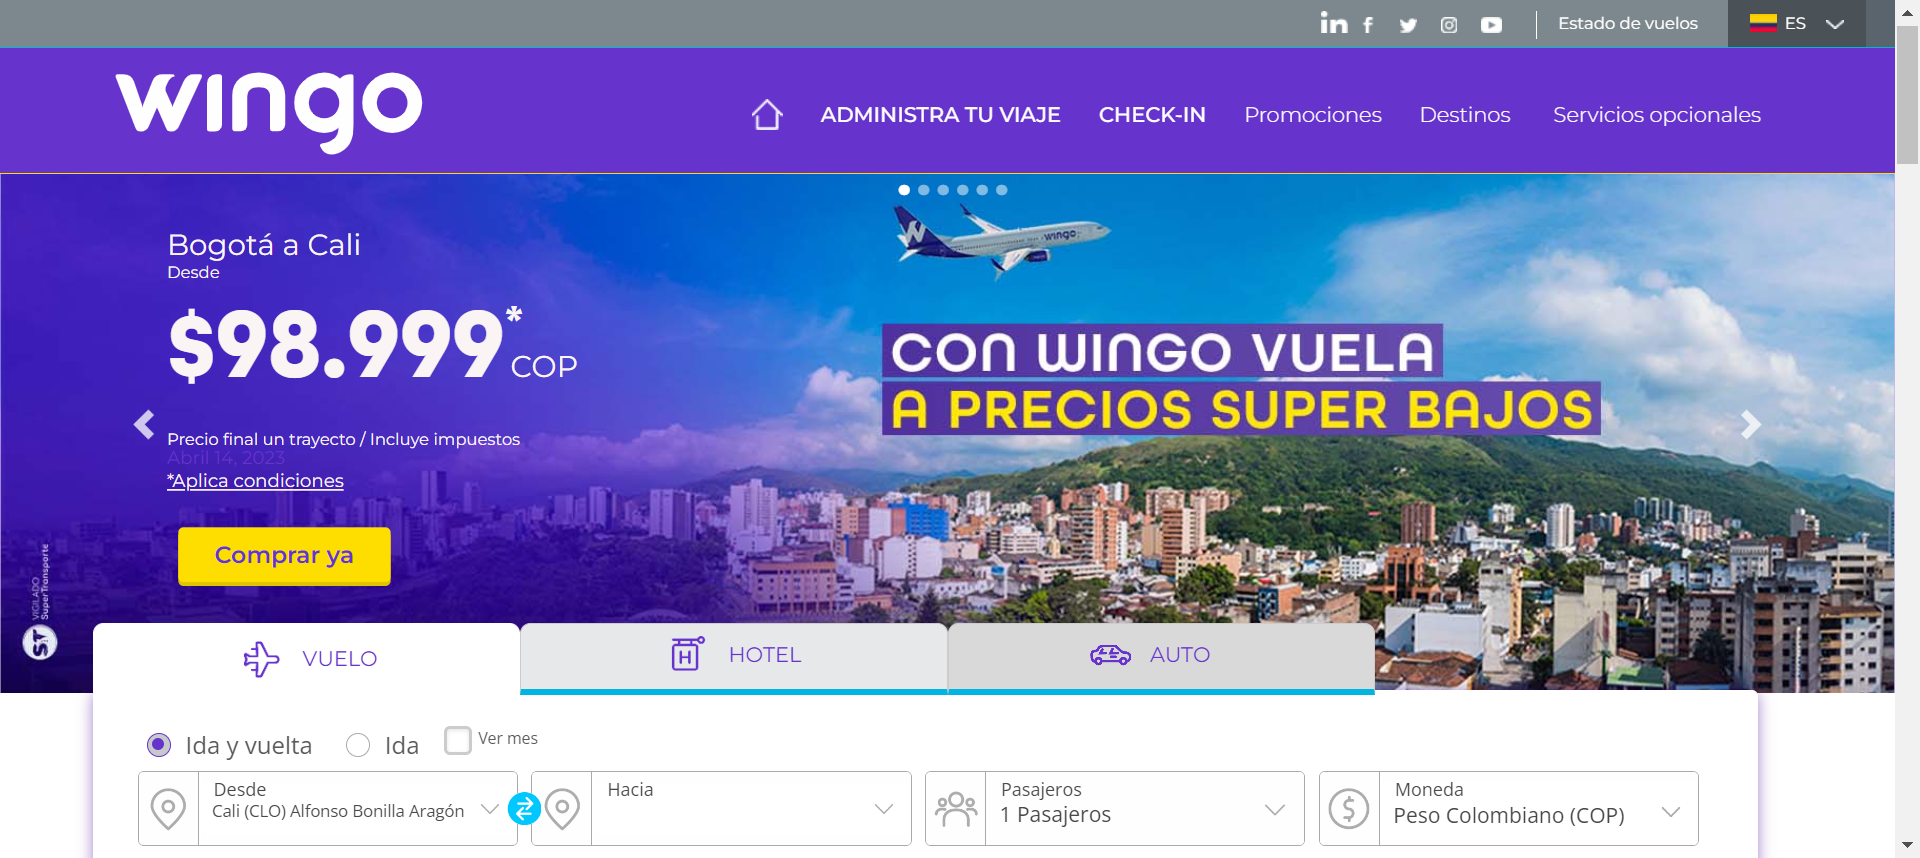 Estado de vuelos
ES
wingo
ADMINISTRA TU VIAJE
CHECK-IN
Promociones
Destinos
Servicios opcionales
Bogotá a Cali
Desde
$98.999*
COP
wingo
CON WINGO VUELA
A PRECIOS SUPER BAJOS
Precio final un trayecto / Incluye impuestos
Abril 14, 2023
*Aplica condiciones
Comprar ya
VIGILADO
SuperTransporte
ST
VUELO
H
HOTEL
AUTO
Ida y vuelta
Ida
Ver mes
Desde
Cali (CLO) Alfonso Bonilla Aragón
Hacia
Pasajeros
1 Pasajeros
Moneda
Peso Colombiano (COP)